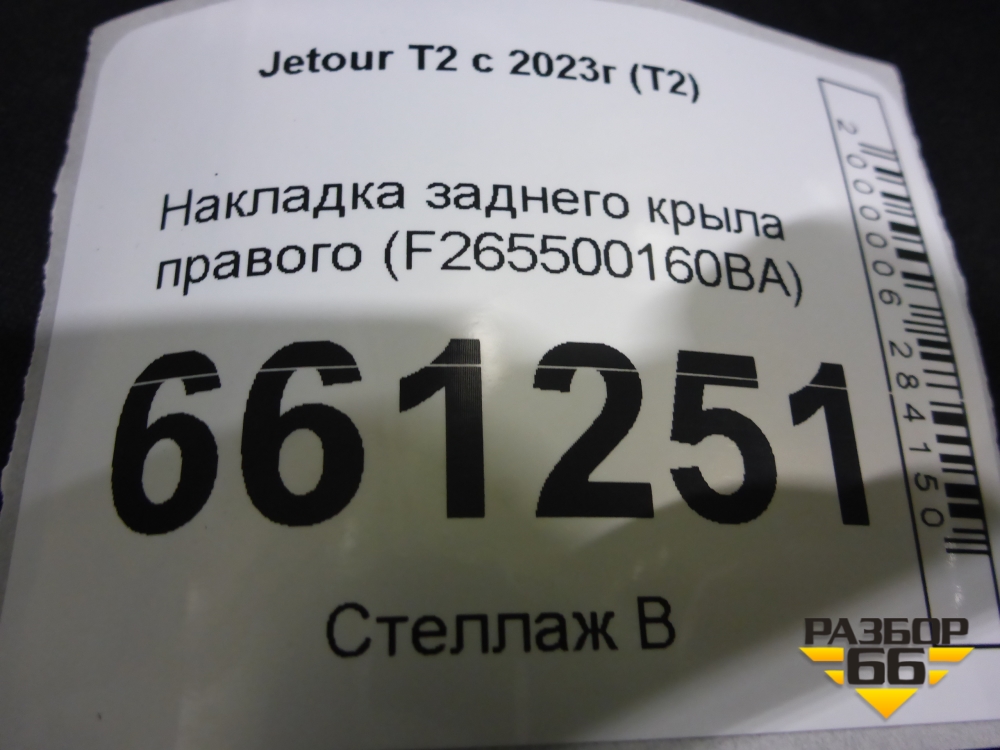 Jetour T2 с 2023г (T2)
Накладка заднего крыла
правого (F265500160BA)
661251
Стеллаж В
2000006284150
РАЗБОР
66